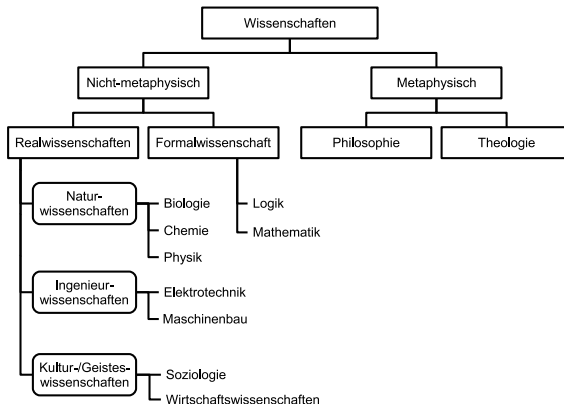 Wissenschaften
Nicht-metaphysisch
Metaphysisch
Realwissenschaften
Formalwissenschaft
Philosophie
Theologie
Natur-
wissenschaften
Biologie
Chemie
Physik
Logik
Mathematik
Ingenieur-
wissenschaften
Elektrotechnik
Maschinenbau
Kultur-/Geistes-
wissenschaften
Soziologie
Wirtschaftswissenschaften